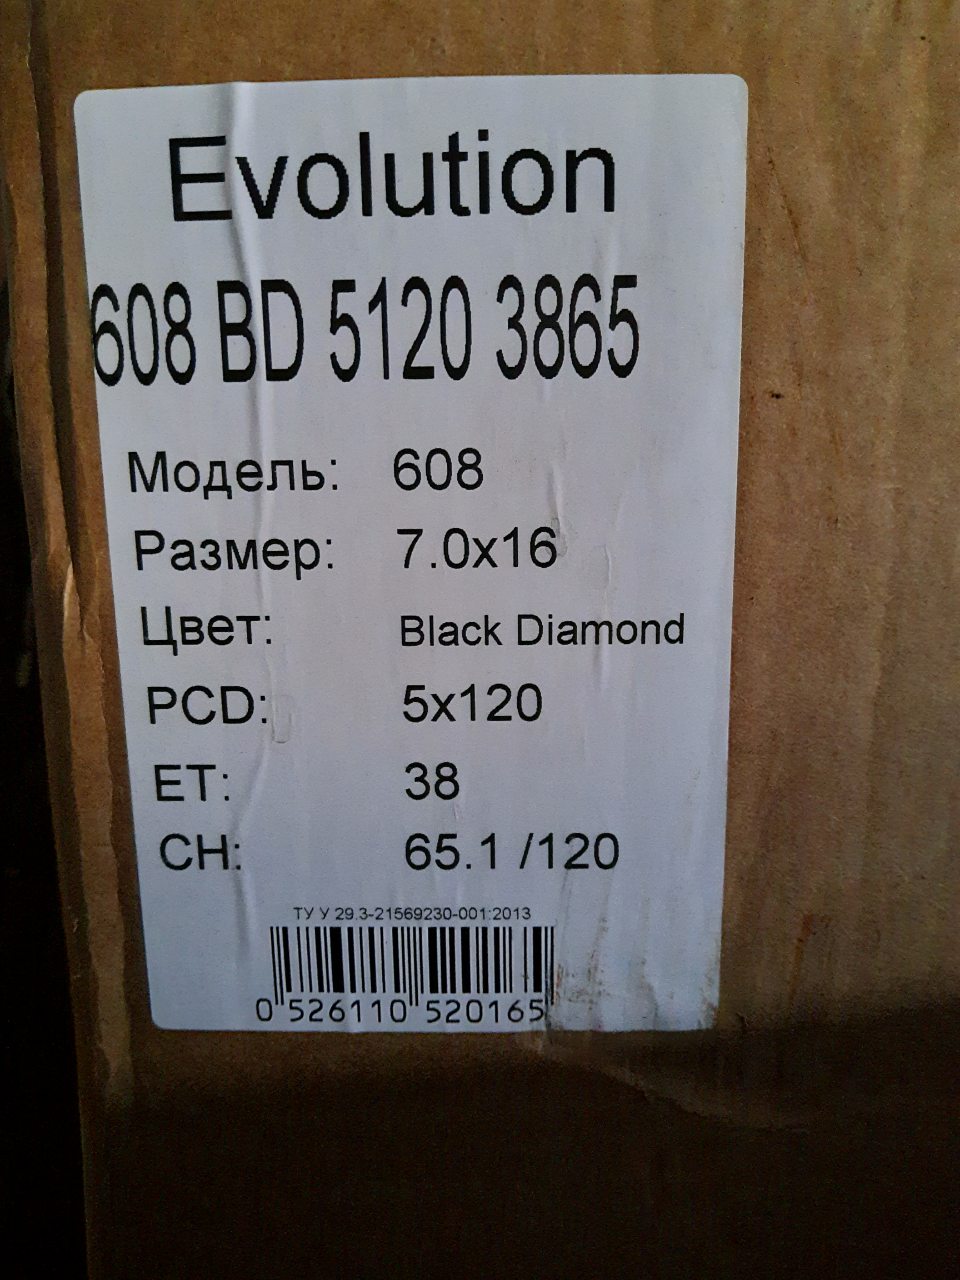 Evolution
608 BD 5120 3865
Модель: 608
Размер: 7.0x16
Цвет: Black Diamond
PCD: 5x120
ET: 38
CH: 65.1 /120
ТУ У 29.3-21569230-001:2013
0 526110 520165